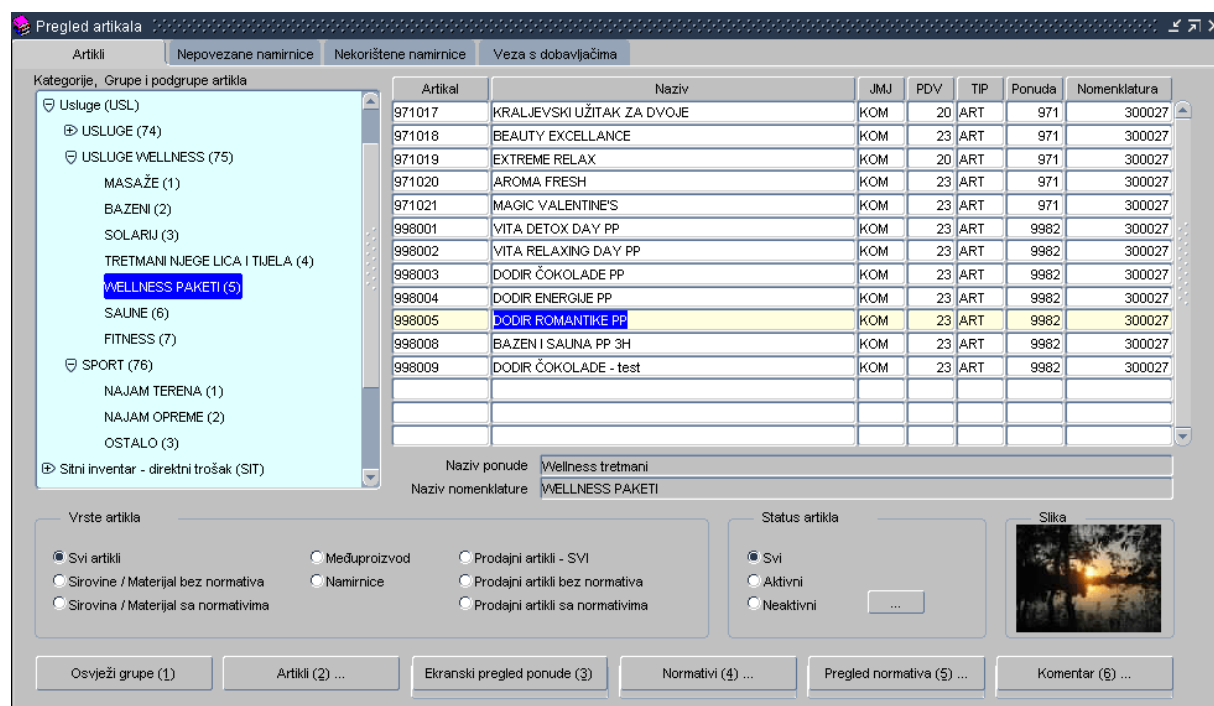 Pregled artikala
Artikli Nepovezane namirnice Nekorištene namirnice Veza s dobavljačima
Kategorije, Grupe i podgrupe artikla
Usluge (USL)
USLUGE (74)
USLUGE WELLNESS (75)
MASAŽE (1)
BAZENI (2)
SOLARIJ (3)
TRETMANI NJEGE LICA I TIJELA (4)
WELLNESS PAKETI (5)
SAUNE (6)
FITNESS (7)
SPORT (76)
NAJAM TERENA (1)
NAJAM OPREME (2)
OSTALO (3)
Sitni inventar - direktni trošak (SIT)
Artikal Naziv JMJ PDV TIP Ponuda Nomenklatura
971017 KRALJEVSKI UŽITAK ZA DVOJE KOM 20 ART 971 300027
971018 BEAUTY EXCELLANCE KOM 23 ART 971 300027
971019 EXTREME RELAX KOM 20 ART 971 300027
971020 AROMA FRESH KOM 23 ART 971 300027
971021 MAGIC VALENTINE'S KOM 23 ART 971 300027
998001 VITA DETOX DAY PP KOM 23 ART 9982 300027
998002 VITA RELAXING DAY PP KOM 23 ART 9982 300027
998003 DODIR ČOKOLADE PP KOM 23 ART 9982 300027
998004 DODIR ENERGIJE PP KOM 23 ART 9982 300027
998005 DODIR ROMANTIKE PP KOM 23 ART 9982 300027
998008 BAZEN I SAUNA PP 3H KOM 23 ART 9982 300027
998009 DODIR ČOKOLADE - test KOM 23 ART 9982 300027
Naziv ponude Wellness tretmani
Naziv nomenklature WELLNESS PAKETI
Vrste artikla
Svi artikli Međuproizvod Prodajni artikli - SVI
Sirovine / Materijal bez normativa Namirnice Prodajni artikli bez normativa
Sirovina / Materijal sa normativima Prodajni artikli sa normativima
Status artikla
Svi
Aktivni
Neaktivni ...
Slika
Osvježi grupe (1) Artikli (2) ... Ekranski pregled ponude (3) Normativi (4) ... Pregled normativa (5) ... Komentar (6) ...